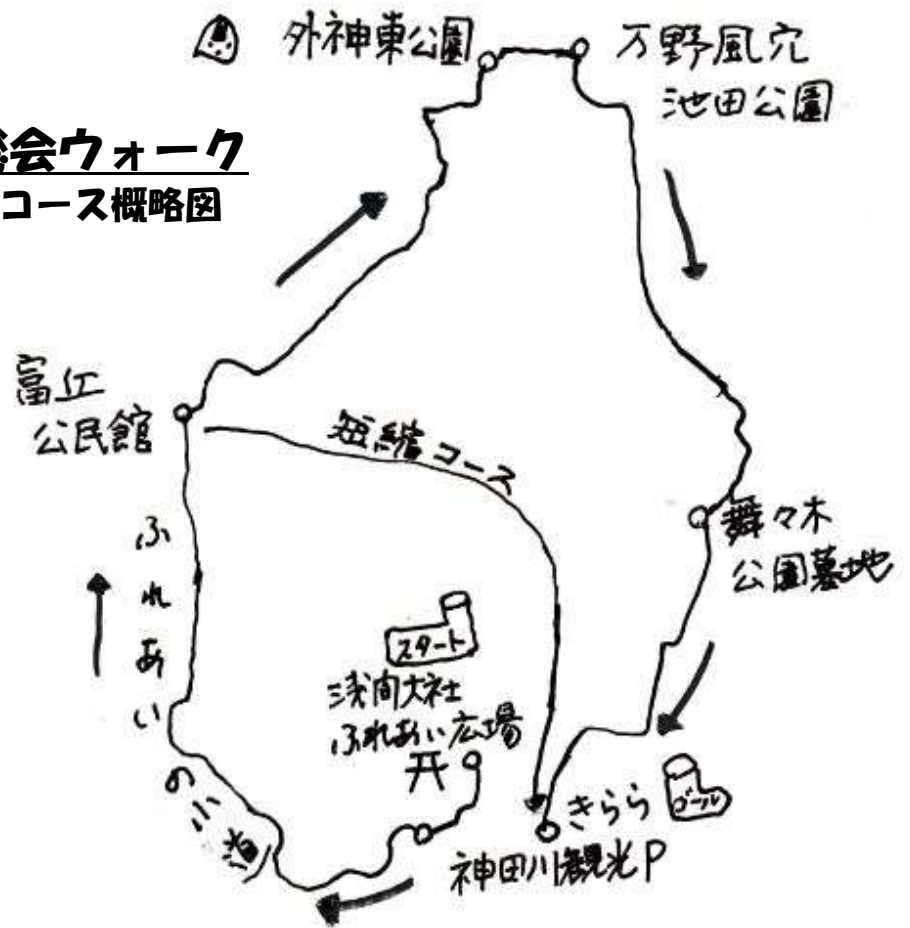 外神東公園
万野風穴
池田公園
会ウォーク
コース概略図
富丘
公民館
短縮コース
ふれあい
の小道
舞々木
公園墓地
スタート
浅間大社
ふれあい広場
きらら
ゴール
神田川観光P